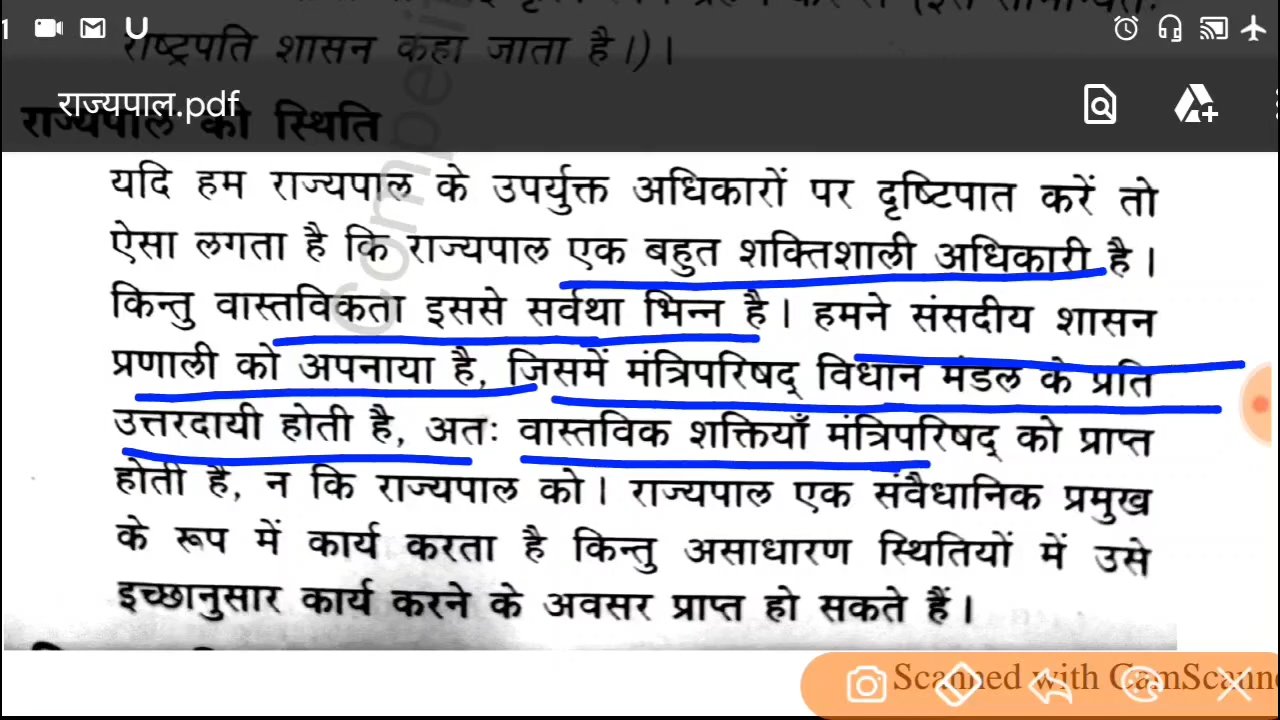 राष्ट्रपति शासन कहा जाता है।)।
राज्यपाल.pdf
राज्यपाल की स्थिति
यदि हम राज्यपाल के उपर्युक्त अधिकारों पर दृष्टिपात करें तो
ऐसा लगता है कि राज्यपाल एक बहुत शक्तिशाली अधिकारी है।
किन्तु वास्तविकता इससे सर्वथा भिन्न है। हमने संसदीय शासन
प्रणाली को अपनाया है, जिसमें मंत्रिपरिषद् विधान मंडल के प्रति
उत्तरदायी होती है, अतः वास्तविक शक्तियाँ मंत्रिपरिषद् को प्राप्त
होती है, न कि राज्यपाल को। राज्यपाल एक संवैधानिक प्रमुख
के रूप में कार्य करता है किन्तु असाधारण स्थितियों में उसे
इच्छानुसार कार्य करने के अवसर प्राप्त हो सकते हैं।
Scanned with CamScann